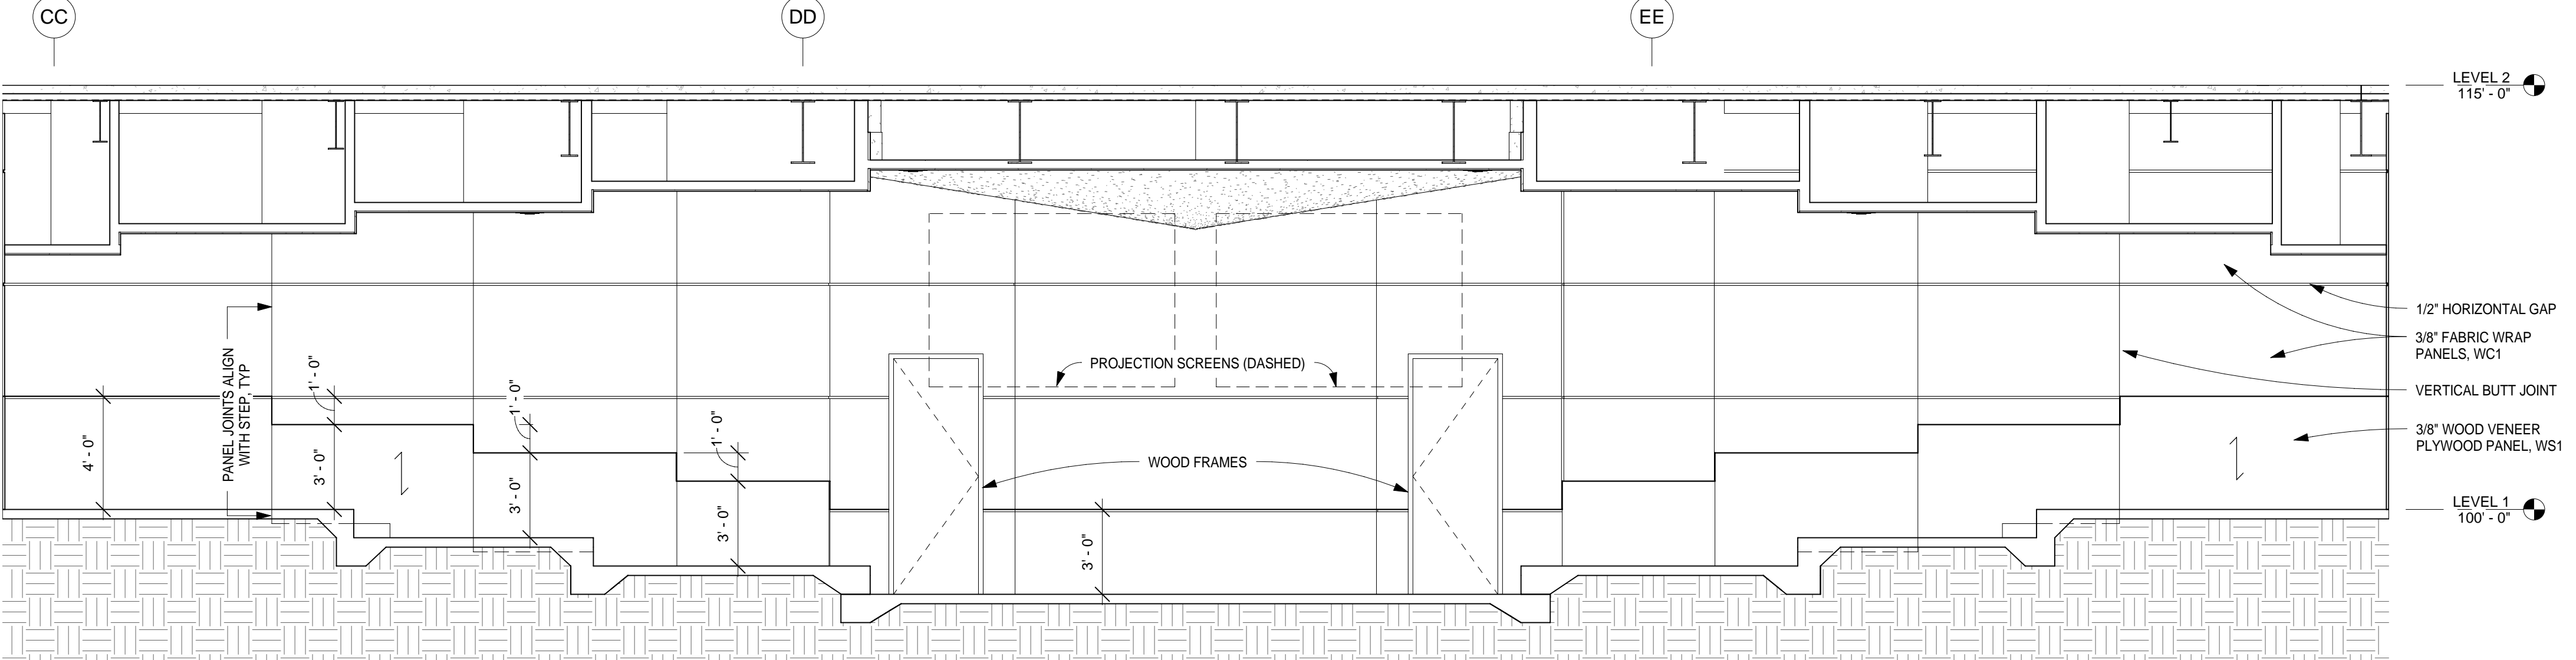 CC
DD
EE
LEVEL 2
115' - 0"
1/2" HORIZONTAL GAP
3/8" FABRIC WRAP
PANELS, WC1
VERTICAL BUTT JOINT
3/8" WOOD VENEER
PLYWOOD PANEL, WS1
LEVEL 1
100' - 0"
PROJECTION SCREENS (DASHED)
WOOD FRAMES
PANEL JOINTS ALIGN
WITH STEP, TYP
4' - 0"
1' - 0"
3' - 0"
1' - 0"
3' - 0"
1' - 0"
3' - 0"
3' - 0"